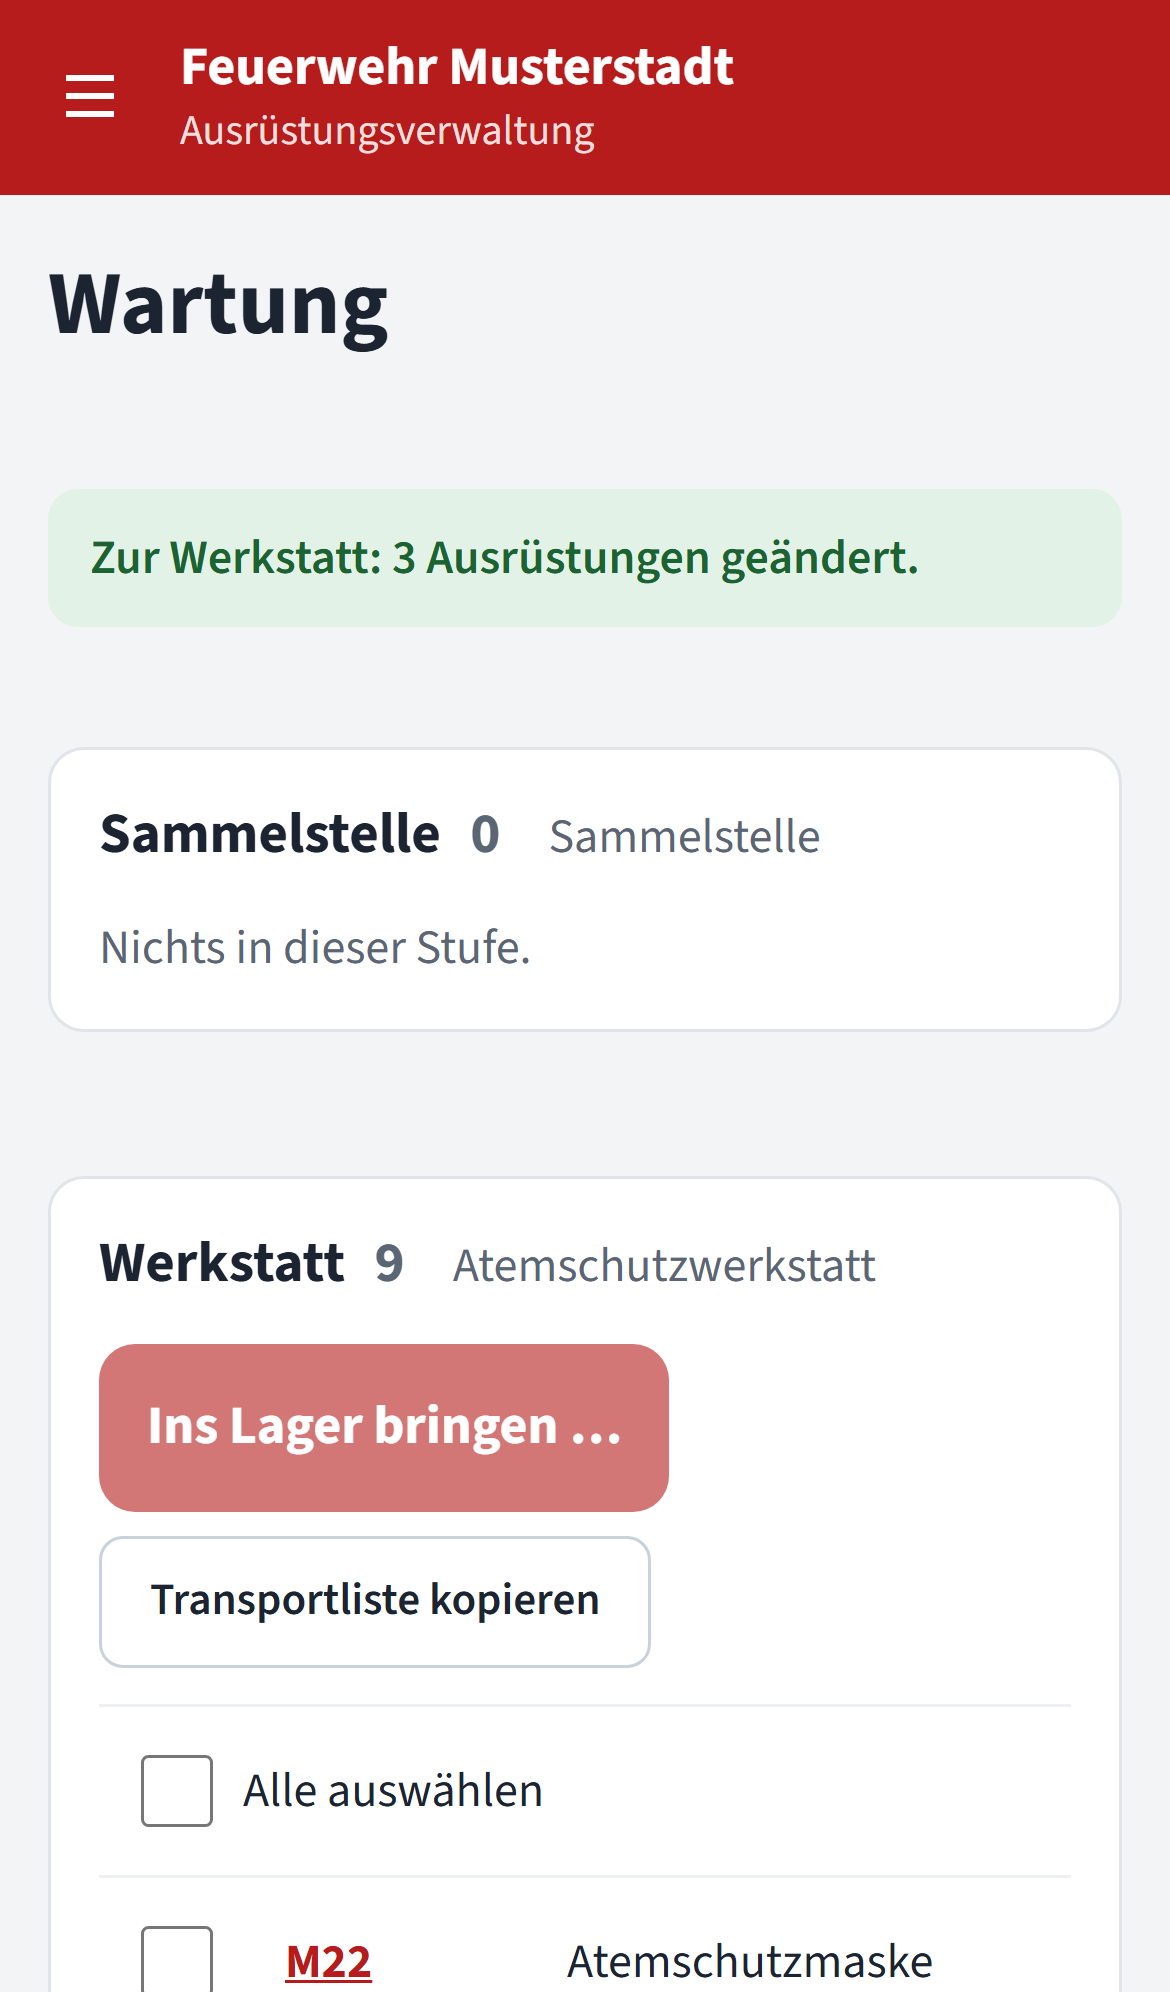 Feuerwehr Musterstadt
Ausrüstungsverwaltung
Wartung
Zur Werkstatt: 3 Ausrüstungen geändert.
Sammelstelle 0 Sammelstelle
Nichts in dieser Stufe.
Werkstatt 9 Atemschutzwerkstatt
Ins Lager bringen …
Transportliste kopieren
Alle auswählen
M22 Atemschutzmaske